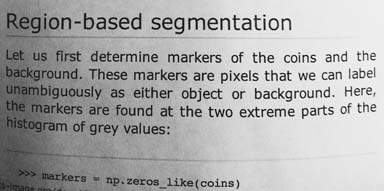 Region-based segmentation
Let us first determine markers of the coins and the
background. These markers are pixels that we can label
unambiguously as either object or background. Here,
the markers are found at the two extreme parts of the
histogram of grey values:
>>> markers = np.zeros_like(coins)